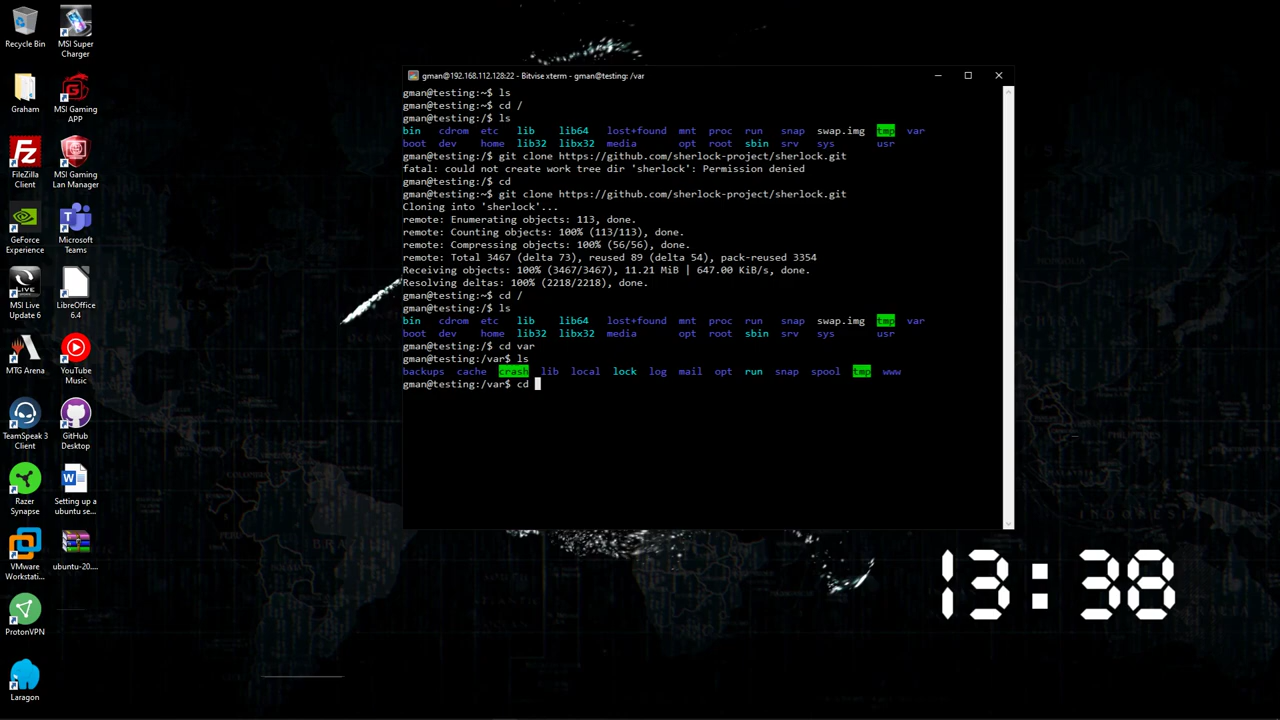 Recycle Bin
MSI Super
Charger
Graham
MSI Gaming
APP
FileZilla
Client
MSI Gaming
Lan Manager
GeForce
Experience
Microsoft
Teams
MSI Live
Update 6
LibreOffice
6.4
MTG Arena
YouTube
Music
TeamSpeak 3
Client
GitHub
Desktop
Razer
Synapse
Setting up a
ubuntu se...
VMware
Workstati...
ubuntu-20....
ProtonVPN
Laragon
gman@192.168.112.128:22 - Bitvise xterm - gman@testing: /var
gman@testing:~$ ls
gman@testing:~$ cd /
gman@testing:/$ ls
bin cdrom etc lib lib64 lost+found mnt proc run snap swap.img tmp var
boot dev home lib32 libx32 media opt root sbin srv sys usr
gman@testing:/$ git clone https://github.com/sherlock-project/sherlock.git
fatal: could not create work tree dir 'sherlock': Permission denied
gman@testing:/$ cd
gman@testing:~$ git clone https://github.com/sherlock-project/sherlock.git
Cloning into 'sherlock'...
remote: Enumerating objects: 113, done.
remote: Counting objects: 100% (113/113), done.
remote: Compressing objects: 100% (56/56), done.
remote: Total 3467 (delta 73), reused 89 (delta 54), pack-reused 3354
Receiving objects: 100% (3467/3467), 11.21 MiB | 647.00 KiB/s, done.
Resolving deltas: 100% (2218/2218), done.
gman@testing:~$ cd /
gman@testing:/$ ls
bin cdrom etc lib lib64 lost+found mnt proc run snap swap.img tmp var
boot dev home lib32 libx32 media opt root sbin srv sys usr
gman@testing:/$ cd var
gman@testing:/var$ ls
backups cache crash lib local lock log mail opt run snap spool tmp www
gman@testing:/var$ cd
13:38